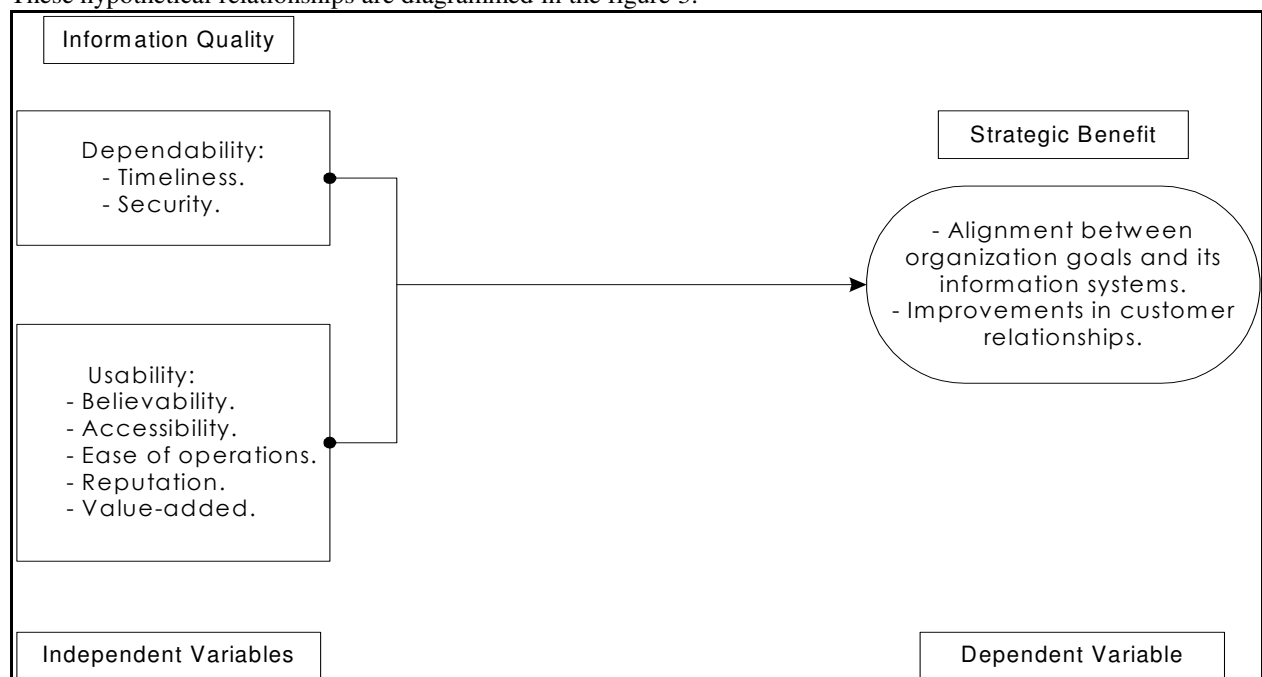 These hypothetical relationships are diagrammed in the figure 3.
Information Quality
Dependability:
- Timeliness.
- Security.
Usability:
- Believability.
- Accessibility.
- Ease of operations.
- Reputation.
- Value-added.
Strategic Benefit
- Alignment between
organization goals and its
information systems.
- Improvements in customer
relationships.
Independent Variables
Dependent Variable